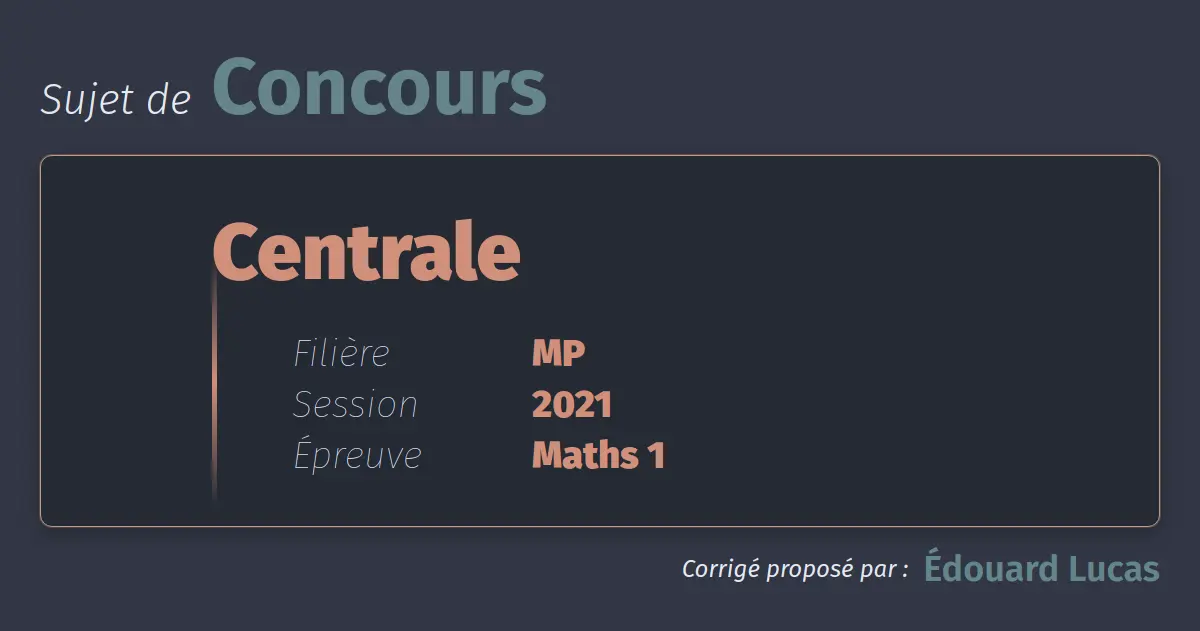 Sujet de Concours
Centrale
Filière MP
Session 2021
Épreuve Maths 1
Corrigé proposé par : Édouard Lucas